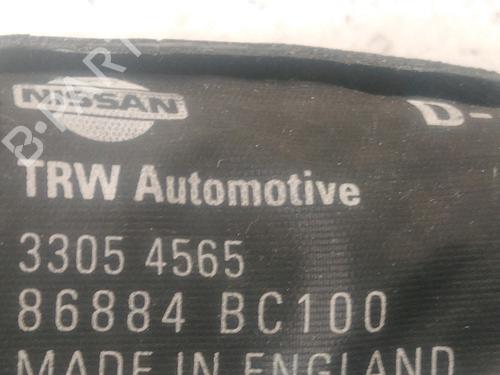 NISSAN
D-
TRW Automotive
3305 4565
86884 BC100
MADE IN ENGLAND